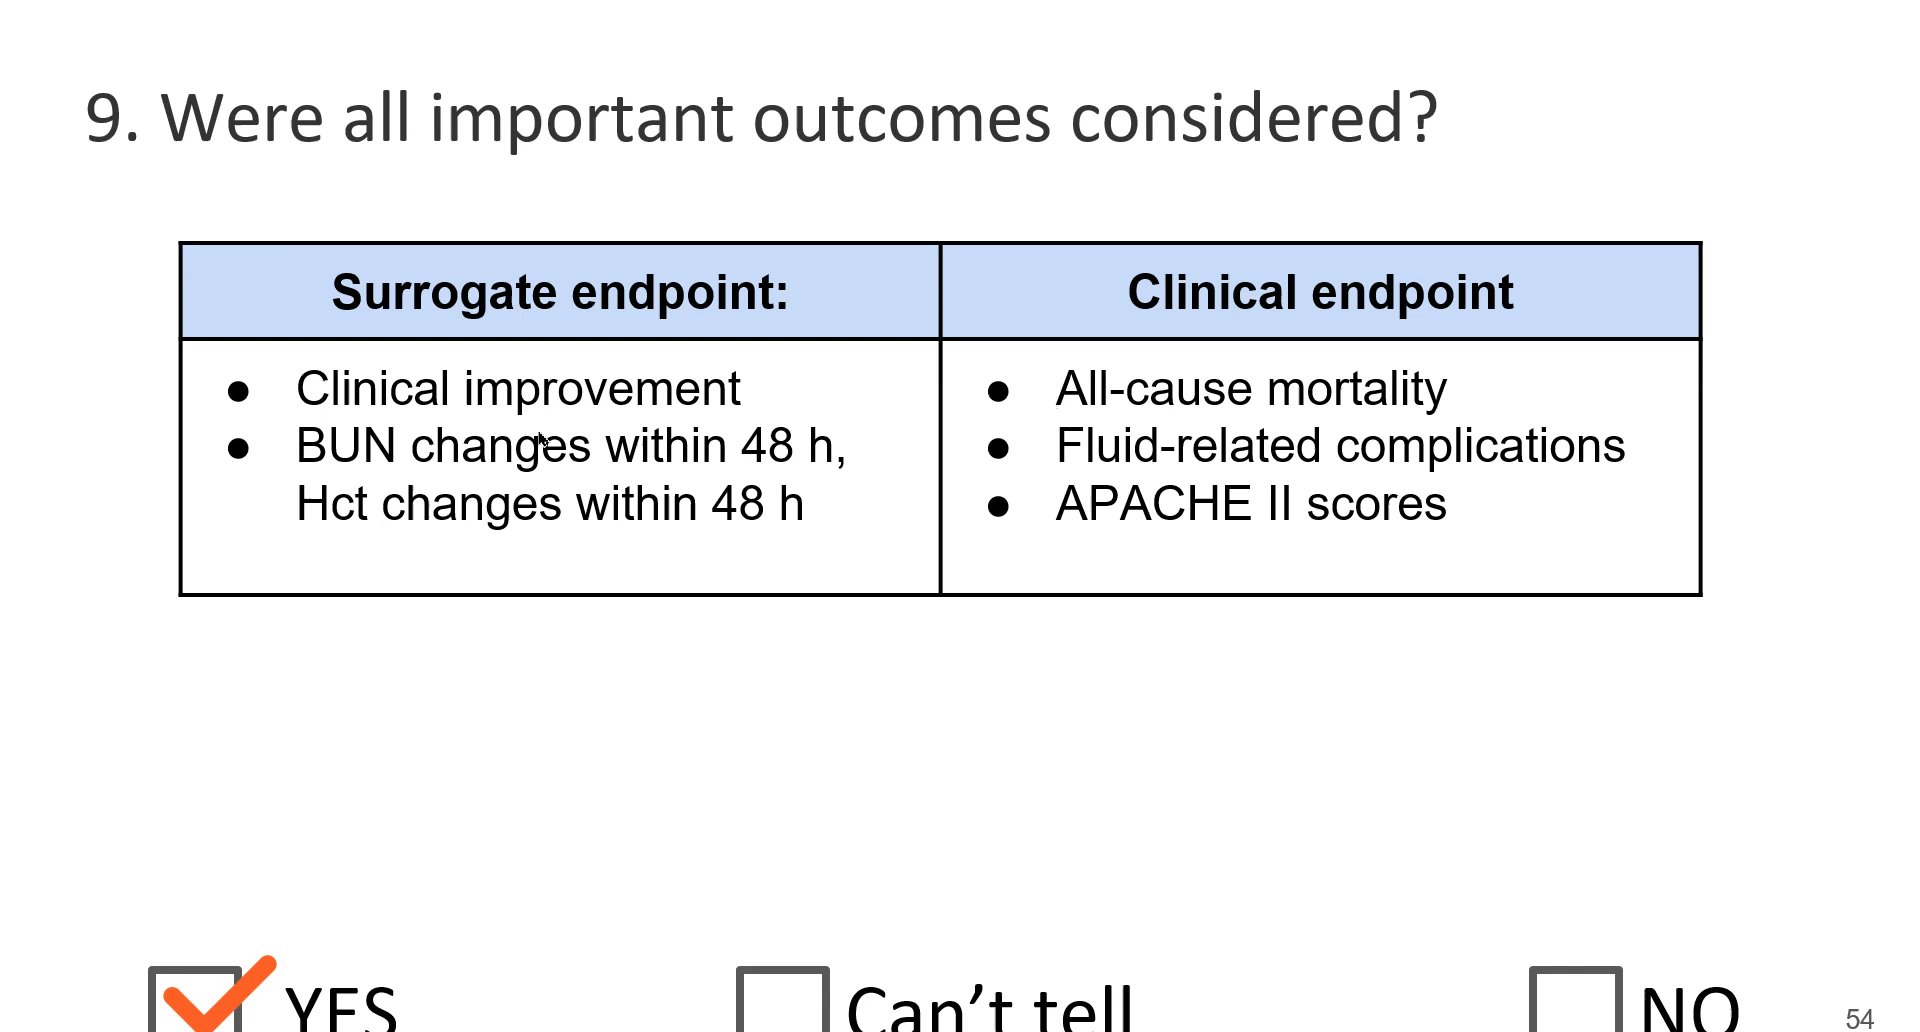 9. Were all important outcomes considered?
Surrogate endpoint:
Clinical endpoint
● Clinical improvement
● BUN changes within 48 h,
Hct changes within 48 h
● All-cause mortality
● Fluid-related complications
● APACHE II scores
YES
Can’t tell
NO
54